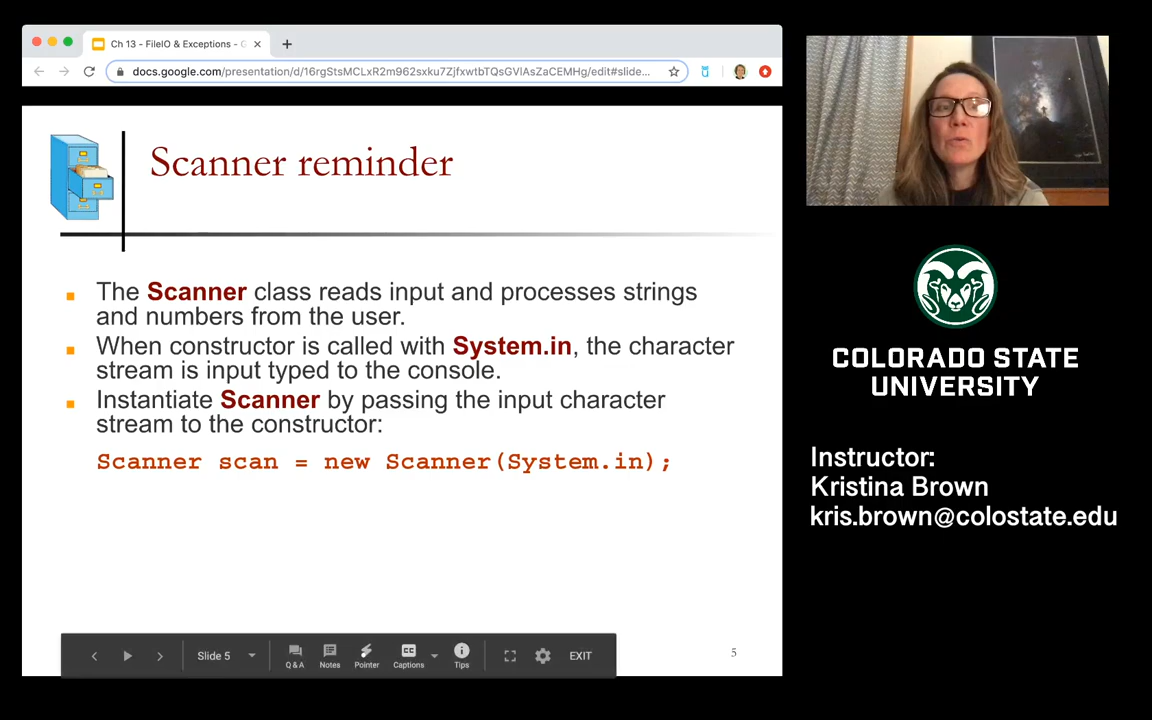 Ch 13 - FileIO & Exceptions - G
docs.google.com/presentation/d/16rgStsMCLxR2m962sxku7ZjfxwtbTQsGVlAsZaCEMHg/edit#slide...
Scanner reminder
The Scanner class reads input and processes strings
and numbers from the user.
When constructor is called with System.in, the character
stream is input typed to the console.
Instantiate Scanner by passing the input character
stream to the constructor:
Scanner scan = new Scanner(System.in);
Slide 5
Q & A
Notes
Pointer
Captions
Tips
EXIT
5
COLORADO STATE
UNIVERSITY
Instructor:
Kristina Brown
kris.brown@colostate.edu